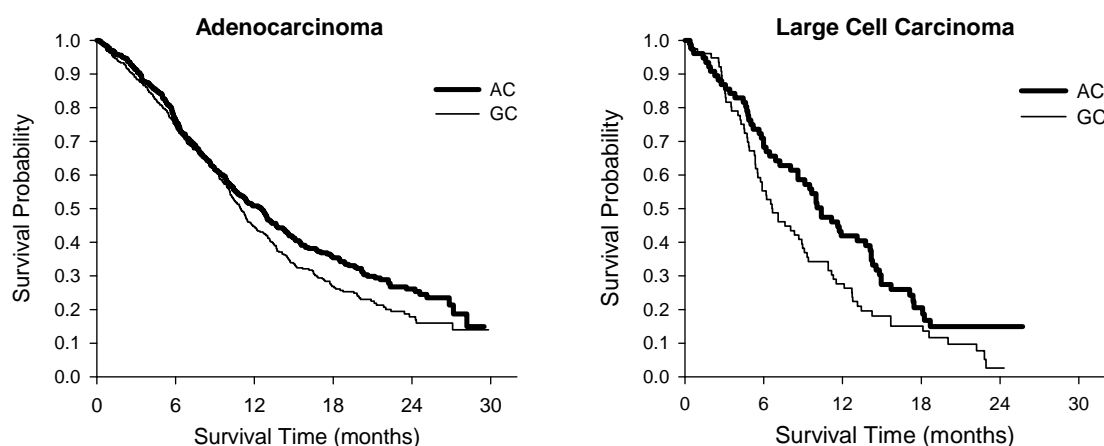 Adenocarcinoma
Survival Probability
1.0
0.9
0.8
0.7
0.6
0.5
0.4
0.3
0.2
0.1
0.0
AC
GC
0 6 12 18 24 30
Survival Time (months)
Large Cell Carcinoma
Survival Probability
1.0
0.9
0.8
0.7
0.6
0.5
0.4
0.3
0.2
0.1
0.0
AC
GC
0 6 12 18 24 30
Survival Time (months)